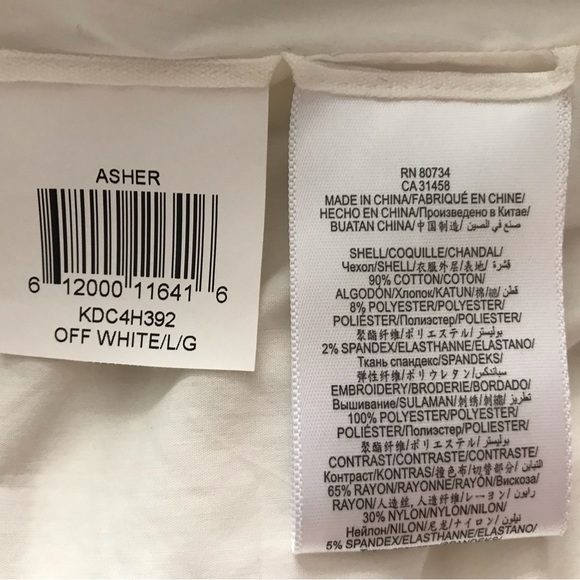 ASHER
6 12000 11641 6
KDC4H392
OFF WHITE/L/G
RN 80734
CA 31458
MADE IN CHINA/FABRIQUÉ EN CHINE/
HECHO EN CHINA/Произведено в Китае/
BUATAN CHINA/中国制造/ صنع في الصين
SHELL/COQUILLE/CHANDAL/
Чехол/SHELL/衣服外层/表地/ قشرة
90% COTTON/COTON/
ALGODÓN/Хлопок/KATUN/棉/綿/ قطن
8% POLYESTER/POLYESTER/
POLIÉSTER/Полиэстер/POLYESTER/
聚酯纤维/ポリエステル/ بوليستر
2% SPANDEX/ELASTHANNE/ELASTANO/
Ткань спандекс/SPANDEKS/
弹性纤维/ポリウレタン/ سباندكس
EMBROIDERY/BRODERIE/BORDADO/
Вышивание/SULAMAN/刺绣/刺繍/ تطريز
100% POLYESTER/POLYESTER/
POLIÉSTER/Полиэстер/POLYESTER/
聚酯纤维/ポリエステル/ بوليستر
CONTRAST/CONTRASTE/CONTRASTE/
Контраст/KONTRAS/撞色布/切替部分/ التباين
65% RAYON/RAYONNE/RAYÓN/Вискоза/
RAYON/人造丝, 人造纤维/レーヨン/ رايون
30% NYLON/NYLON/NILON/
Нейлон/NILON/尼龙/ナイロン/ نيلون
5% SPANDEX/ELASTHANNE/ELASTANO/